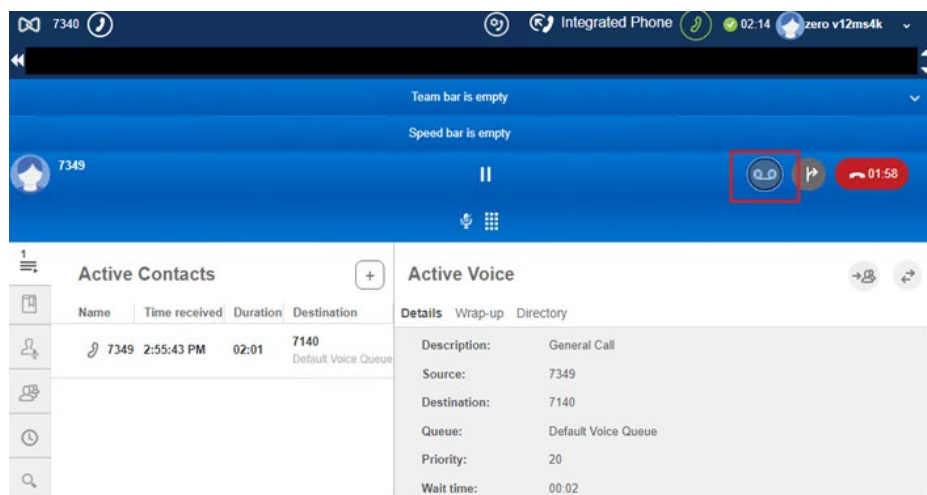 7340 Integrated Phone 02:14 zero v12ms4k
Team bar is empty
Speed bar is empty
7349
01:58
1
Active Contacts
Name Time received Duration Destination
7349 2:55:43 PM 02:01 7140
Default Voice Queue
Active Voice
Details Wrap-up Directory
Description: General Call
Source: 7349
Destination: 7140
Queue: Default Voice Queue
Priority: 20
Wait time: 00:02